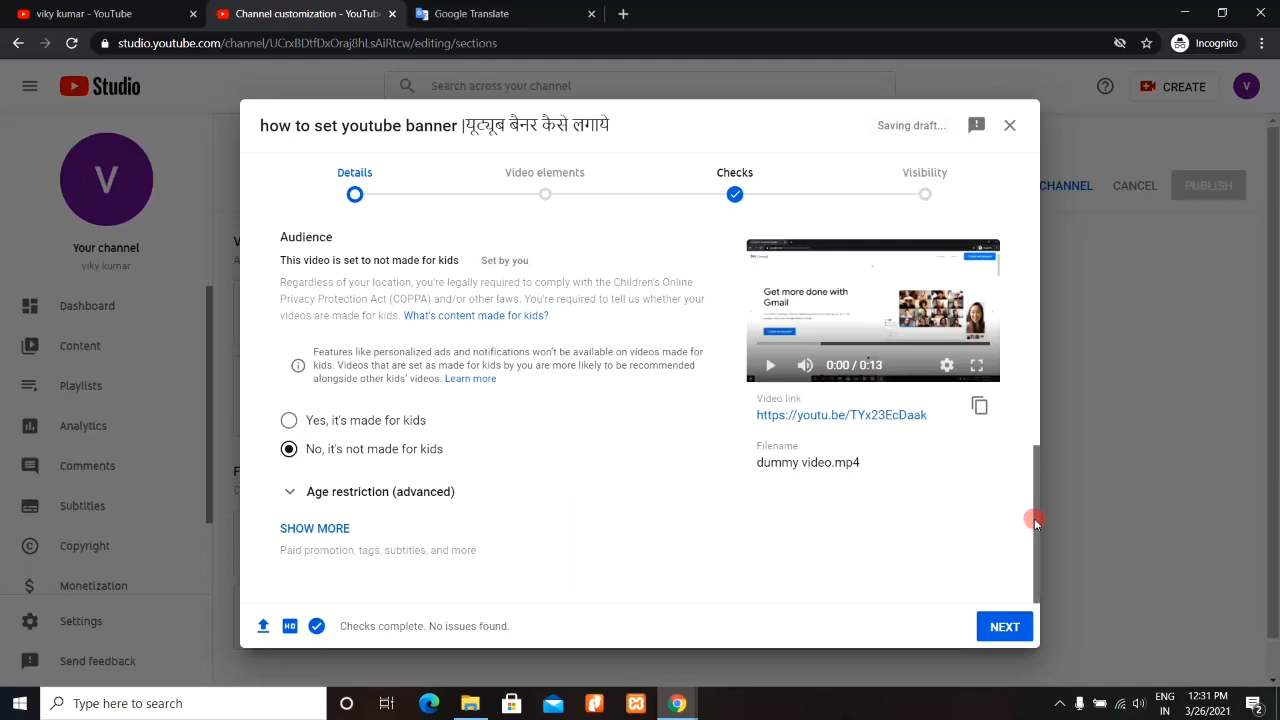 viky kumar - YouTube
viky kumar - YouTube
Google Translate
studio.youtube.com/channel/UCrxBDtfDxOraj8hLsAiRtcw/editing/sections
Incognito
Studio
Search across your channel
CREATE
V
how to set youtube banner |यूट्यूब बैनर कैसे लगाये
Saving draft...
Details
Video elements
Checks
Visibility
CHANNEL
CANCEL
PUBLISH
V
Your channel
viky kumar
Dashboard
Content
Playlists
Analytics
Comments
Subtitles
Copyright
Monetization
Settings
Send feedback
Audience
This video is set to not made for kids
Set by you
Regardless of your location, you're legally required to comply with the Children's Online
Privacy Protection Act (COPPA) and/or other laws. You're required to tell us whether your
videos are made for kids. What's content made for kids?
Features like personalized ads and notifications won't be available on videos made for
kids. Videos that are set as made for kids by you are more likely to be recommended
alongside other kids' videos. Learn more
Yes, it's made for kids
No, it's not made for kids
Age restriction (advanced)
SHOW MORE
Paid promotion, tags, subtitles, and more
Get more done with
Gmail
0:00 / 0:13
Video link
https://youtu.be/TYx23EcDaak
Filename
dummy video.mp4
HD
Checks complete. No issues found.
NEXT
Type here to search
ENG
IN
12:31 PM
3/26/2021
2